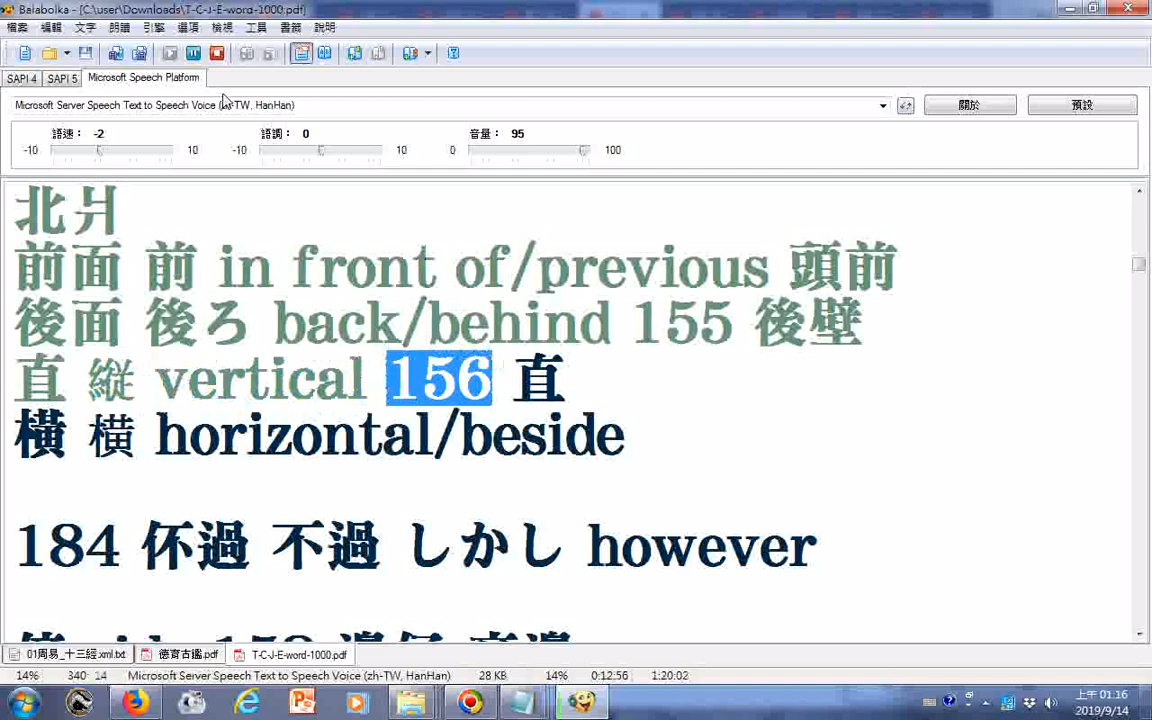 Balabolka - [C:\user\Downloads\T-C-J-E-word-1000.pdf]
檔案 編輯 文字 朗讀 引擎 選項 檢視 工具 書籤 說明
SAPI 4 SAPI 5 Microsoft Speech Platform
Microsoft Server Speech Text to Speech Voice (zh-TW, HanHan) 關於 預設
語速： -2 語調： 0 音量： 95
-10 10 -10 10 0 100
北爿
前面 前 in front of/previous 頭前
後面 後ろ back/behind 155 後壁
直 縦 vertical 156 直
橫 横 horizontal/beside
184 伓過 不過 しかし however
01周易_十三經.xml.txt 德育古鑑.pdf T-C-J-E-word-1000.pdf
14% 340: 14 Microsoft Server Speech Text to Speech Voice (zh-TW, HanHan) 28 KB 14% 0:12:56 1:20:02
上午 01:16
2019/9/14